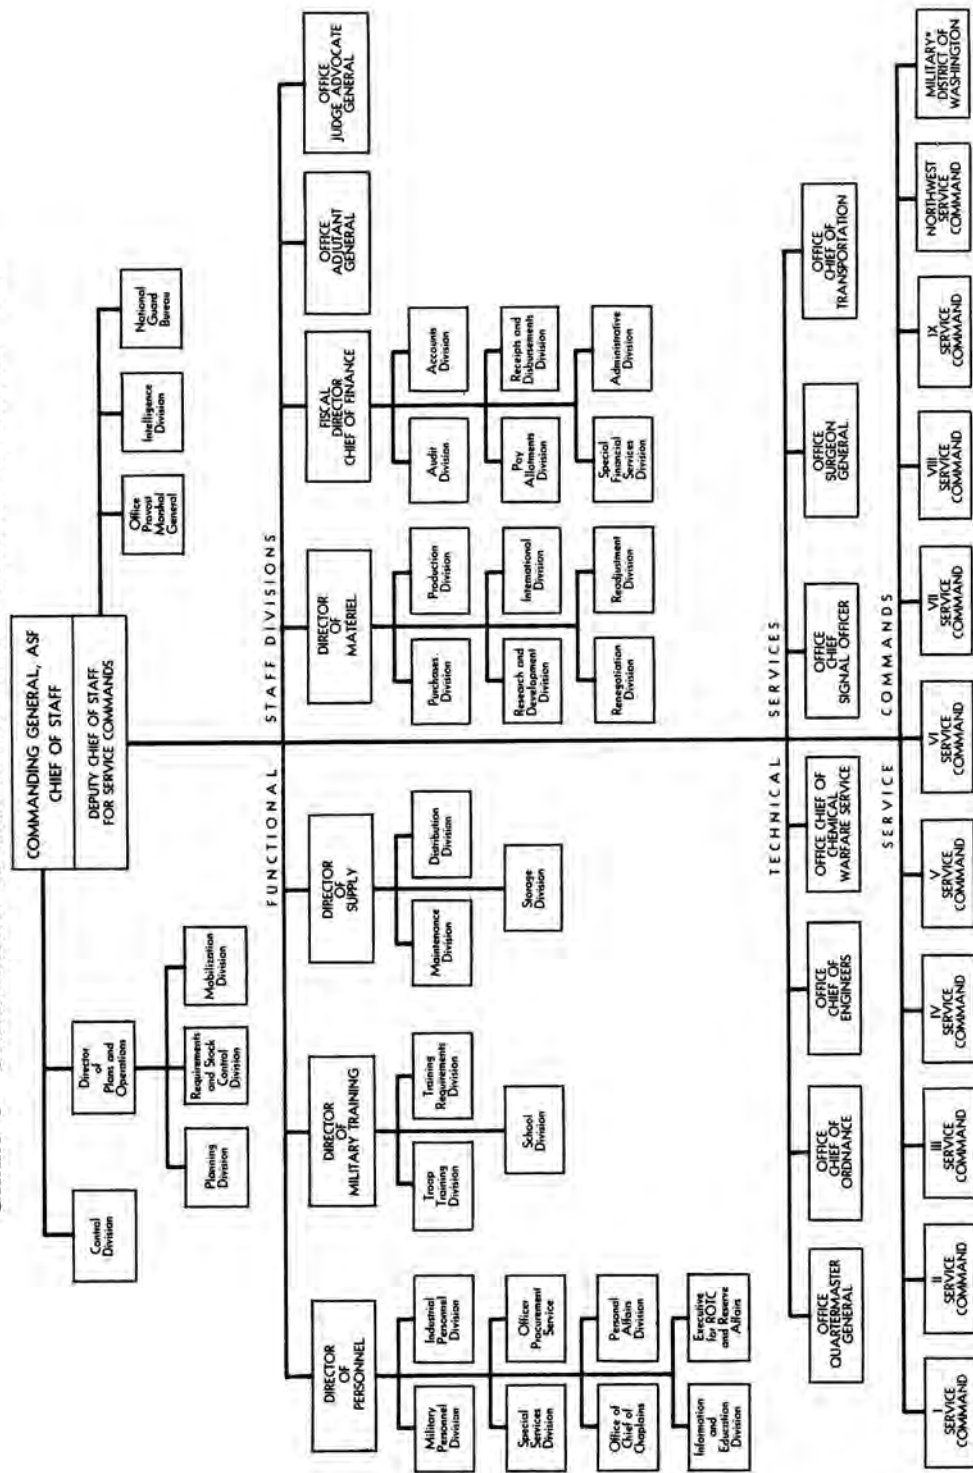 COMMANDING GENERAL, ASF
CHIEF OF STAFF
DEPUTY CHIEF OF STAFF
FOR SERVICE COMMANDS
Control
Division
Director
of
Plans and
Operations
Planning
Division
Requirements
and Stock
Control
Division
Mobilization
Division
Office
Provost
Marshal
General
Intelligence
Division
National
Guard
Bureau
FUNCTIONAL STAFF DIVISIONS
DIRECTOR
OF
PERSONNEL
Military
Personnel
Division
Industrial
Personnel
Division
Special
Services
Division
Officer
Procurement
Service
Office of
Chief of
Chaplains
Personal
Affairs
Division
Information
and
Education
Division
Executive
for ROTC
and Reserve
Affairs
DIRECTOR
OF
MILITARY TRAINING
Troop
Training
Division
Training
Requirements
Division
School
Division
DIRECTOR
OF
SUPPLY
Maintenance
Division
Distribution
Division
Storage
Division
DIRECTOR
OF
MATERIEL
Purchases
Division
Production
Division
Research and
Development
Division
International
Division
Renegotiation
Division
Readjustment
Division
FISCAL
DIRECTOR
CHIEF OF FINANCE
Audit
Division
Accounts
Division
Pay
Allotments
Division
Receipts and
Disbursements
Division
Special
Financial
Services
Division
Administrative
Division
OFFICE
ADJUTANT
GENERAL
OFFICE
JUDGE ADVOCATE
GENERAL
TECHNICAL SERVICES
OFFICE
QUARTERMASTER
GENERAL
OFFICE
CHIEF OF
ORDNANCE
OFFICE
CHIEF OF
ENGINEERS
OFFICE CHIEF OF
CHEMICAL
WARFARE SERVICE
OFFICE
CHIEF
SIGNAL OFFICER
OFFICE
SURGEON
GENERAL
OFFICE
CHIEF OF
TRANSPORTATION
SERVICE COMMANDS
I
SERVICE
COMMAND
II
SERVICE
COMMAND
III
SERVICE
COMMAND
IV
SERVICE
COMMAND
V
SERVICE
COMMAND
VI
SERVICE
COMMAND
VII
SERVICE
COMMAND
VIII
SERVICE
COMMAND
IX
SERVICE
COMMAND
NORTHWEST
SERVICE
COMMAND
MILITARY*
DISTRICT OF
WASHINGTON